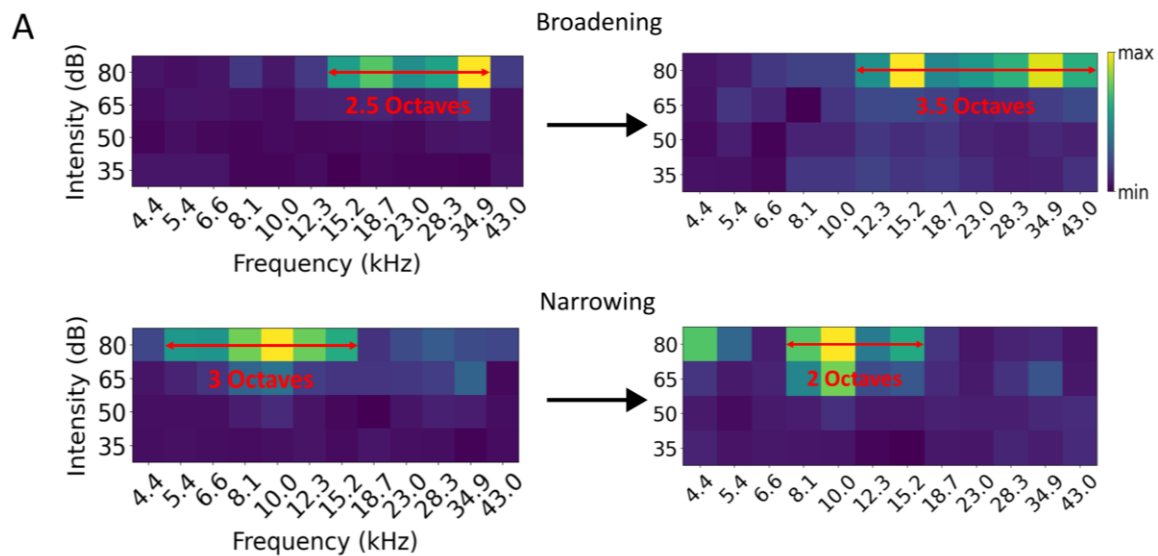 A
Broadening
Intensity (dB)
80
65
50
35
2.5 Octaves
4.4 5.4 6.6 8.1 10.0 12.3 15.2 18.7 23.0 28.3 34.9 43.0
Frequency (kHz)
80
65
50
35
3.5 Octaves
4.4 5.4 6.6 8.1 10.0 12.3 15.2 18.7 23.0 28.3 34.9 43.0
max
min
Narrowing
Intensity (dB)
80
65
50
35
3 Octaves
4.4 5.4 6.6 8.1 10.0 12.3 15.2 18.7 23.0 28.3 34.9 43.0
Frequency (kHz)
80
65
50
35
2 Octaves
4.4 5.4 6.6 8.1 10.0 12.3 15.2 18.7 23.0 28.3 34.9 43.0